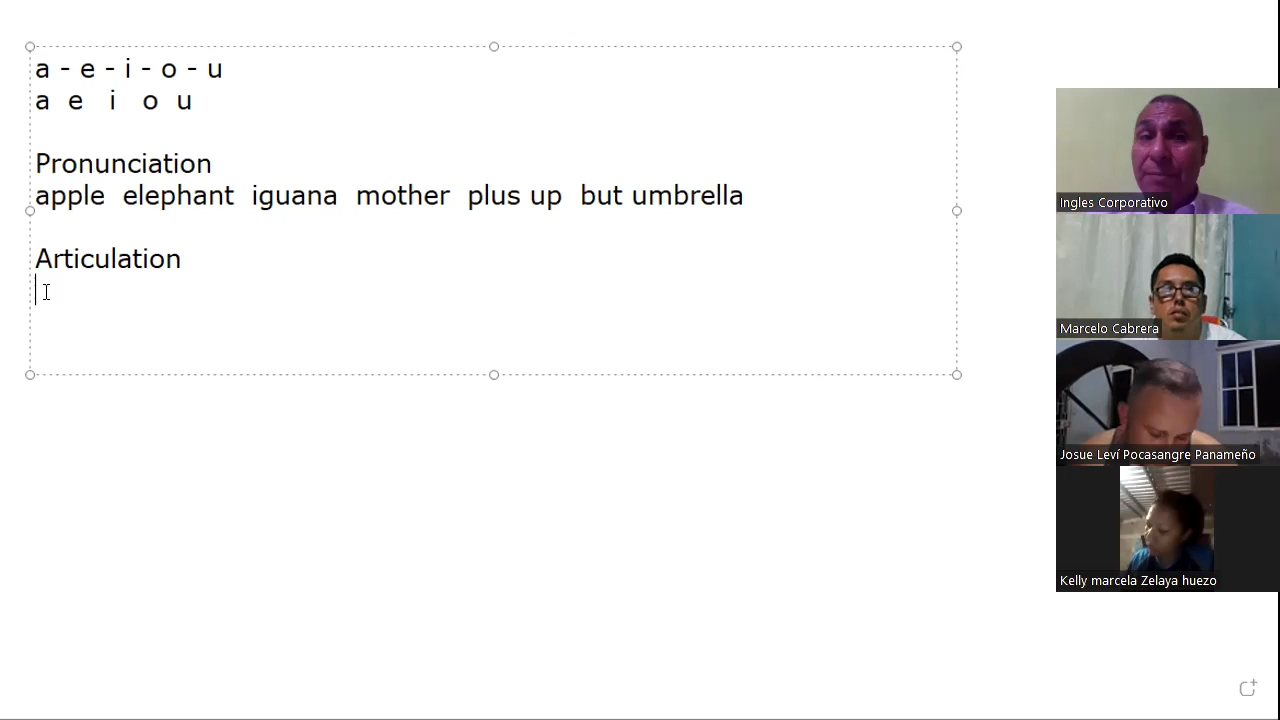 a - e - i - o - u
a e i o u
Pronunciation
apple elephant iguana mother plus up but umbrella
Articulation
Ingles Corporativo
Marcelo Cabrera
Josue Leví Pocasangre Panameño
Kelly marcela Zelaya huezo